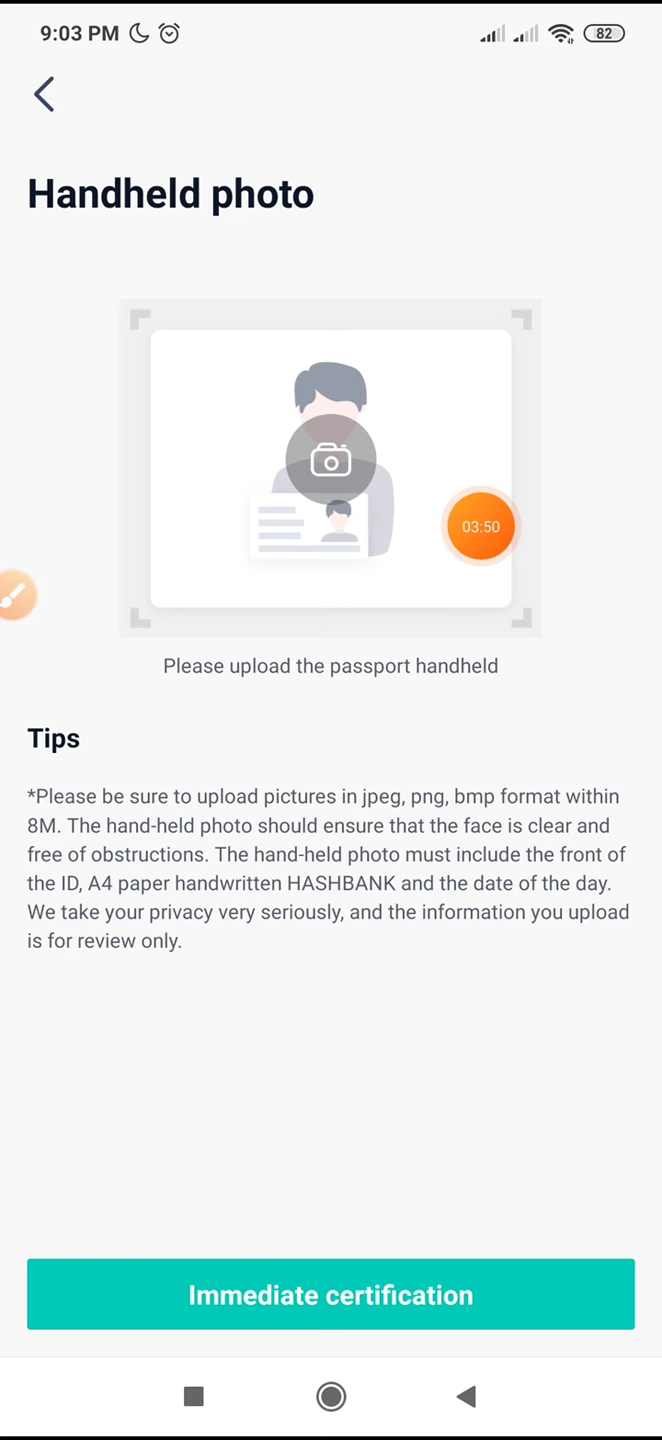 9:03 PM
82
Handheld photo
03:50
Please upload the passport handheld
Tips
*Please be sure to upload pictures in jpeg, png, bmp format within
8M. The hand-held photo should ensure that the face is clear and
free of obstructions. The hand-held photo must include the front of
the ID, A4 paper handwritten HASHBANK and the date of the day.
We take your privacy very seriously, and the information you upload
is for review only.
Immediate certification